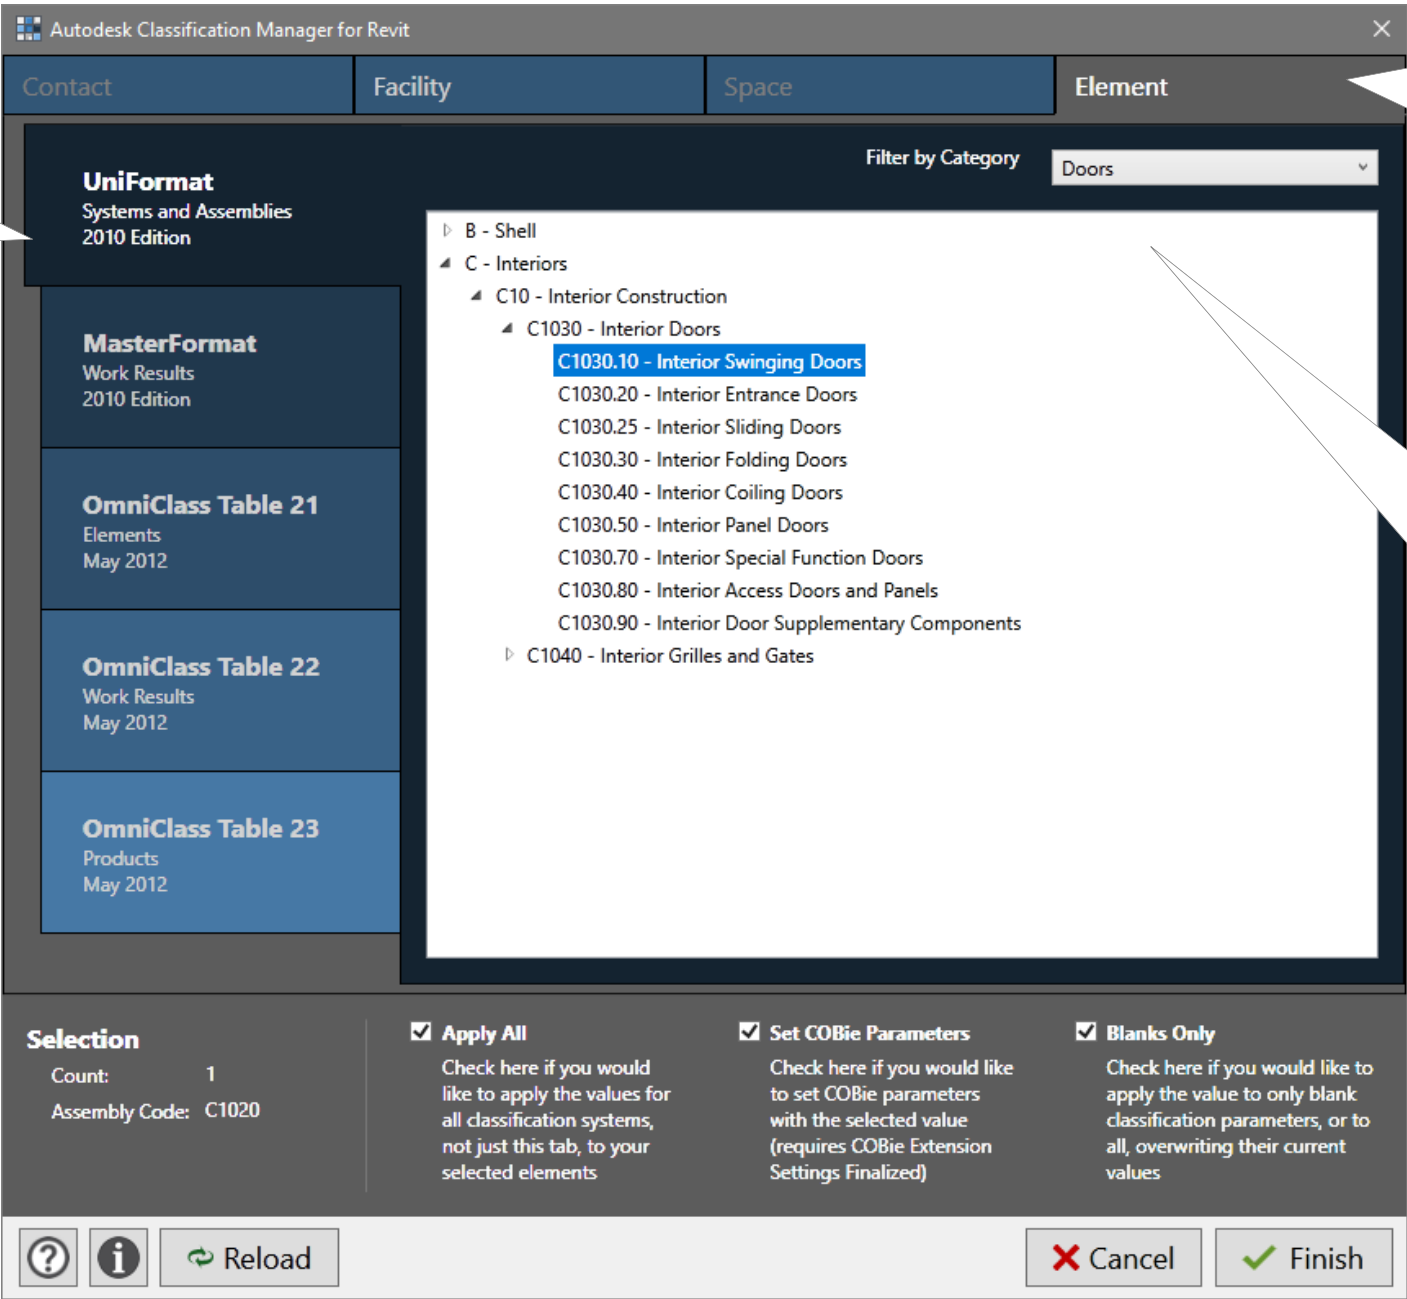 Autodesk Classification Manager for Revit
Contact
Facility
Space
Element
UniFormat
Systems and Assemblies
2010 Edition
MasterFormat
Work Results
2010 Edition
OmniClass Table 21
Elements
May 2012
OmniClass Table 22
Work Results
May 2012
OmniClass Table 23
Products
May 2012
Filter by Category
Doors
B - Shell
C - Interiors
C10 - Interior Construction
C1030 - Interior Doors
C1030.10 - Interior Swinging Doors
C1030.20 - Interior Entrance Doors
C1030.25 - Interior Sliding Doors
C1030.30 - Interior Folding Doors
C1030.40 - Interior Coiling Doors
C1030.50 - Interior Panel Doors
C1030.70 - Interior Special Function Doors
C1030.80 - Interior Access Doors and Panels
C1030.90 - Interior Door Supplementary Components
C1040 - Interior Grilles and Gates
Selection
Count: 1
Assembly Code: C1020
Apply All
Check here if you would
like to apply the values for
all classification systems,
not just this tab, to your
selected elements
Set COBie Parameters
Check here if you would like
to set COBie parameters
with the selected value
(requires COBie Extension
Settings Finalized)
Blanks Only
Check here if you would like to
apply the value to only blank
classification parameters, or to
all, overwriting their current
values
Reload
Cancel
Finish